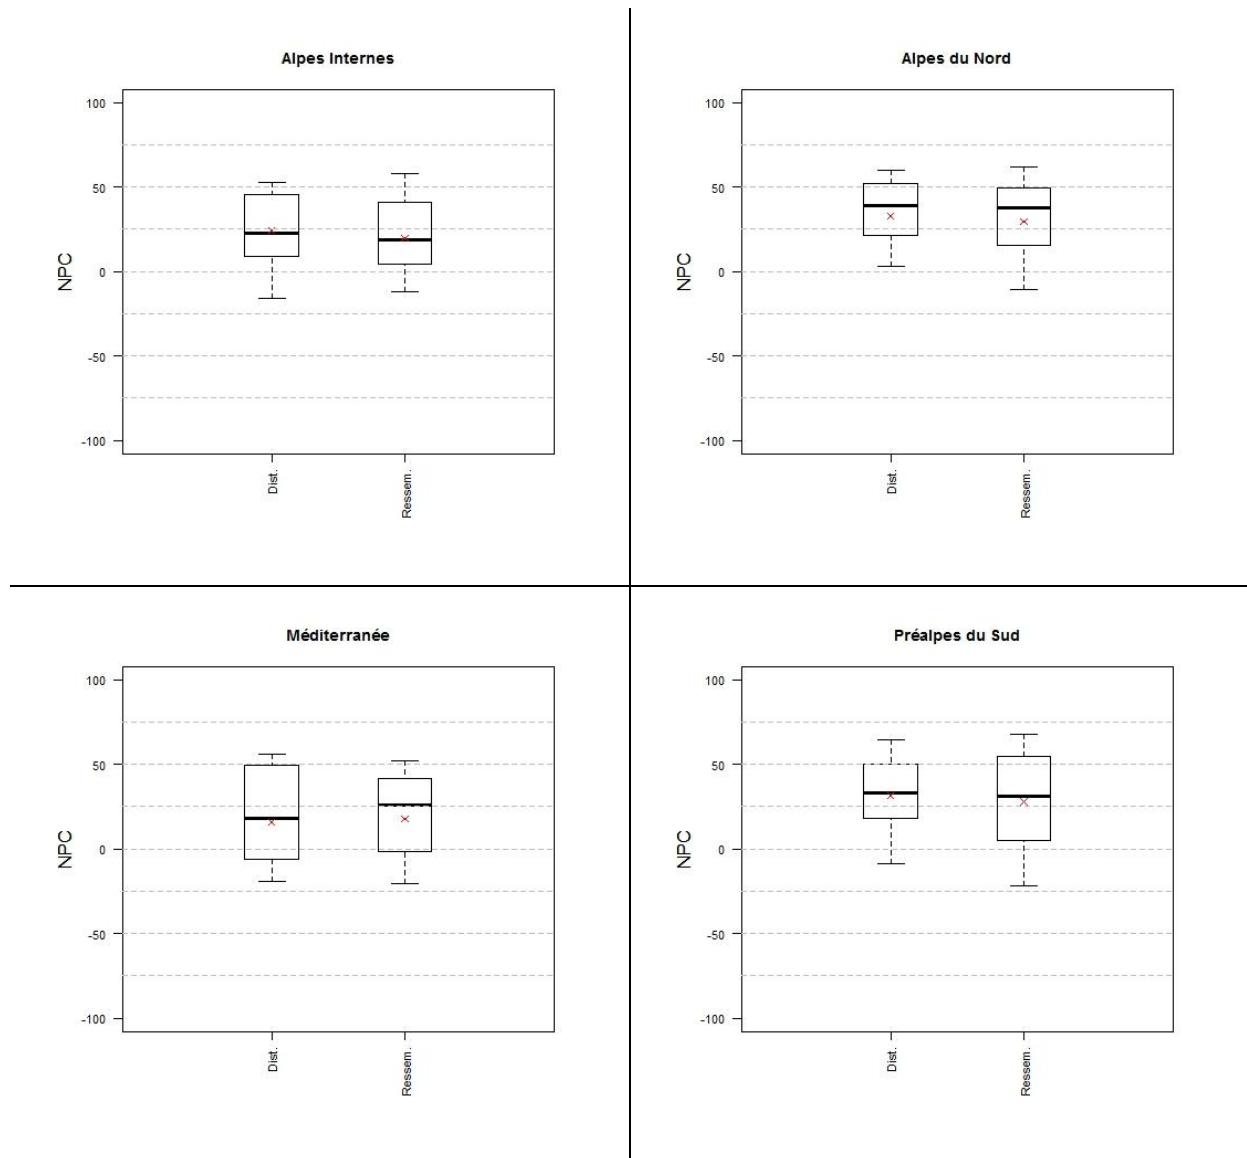 Alpes Internes
100
50
0
-50
-100
NPC
Dist.
Ressem.
Alpes du Nord
100
50
0
-50
-100
NPC
Dist.
Ressem.
Méditerranée
100
50
0
-50
-100
NPC
Dist.
Ressem.
Préalpes du Sud
100
50
0
-50
-100
NPC
Dist.
Ressem.